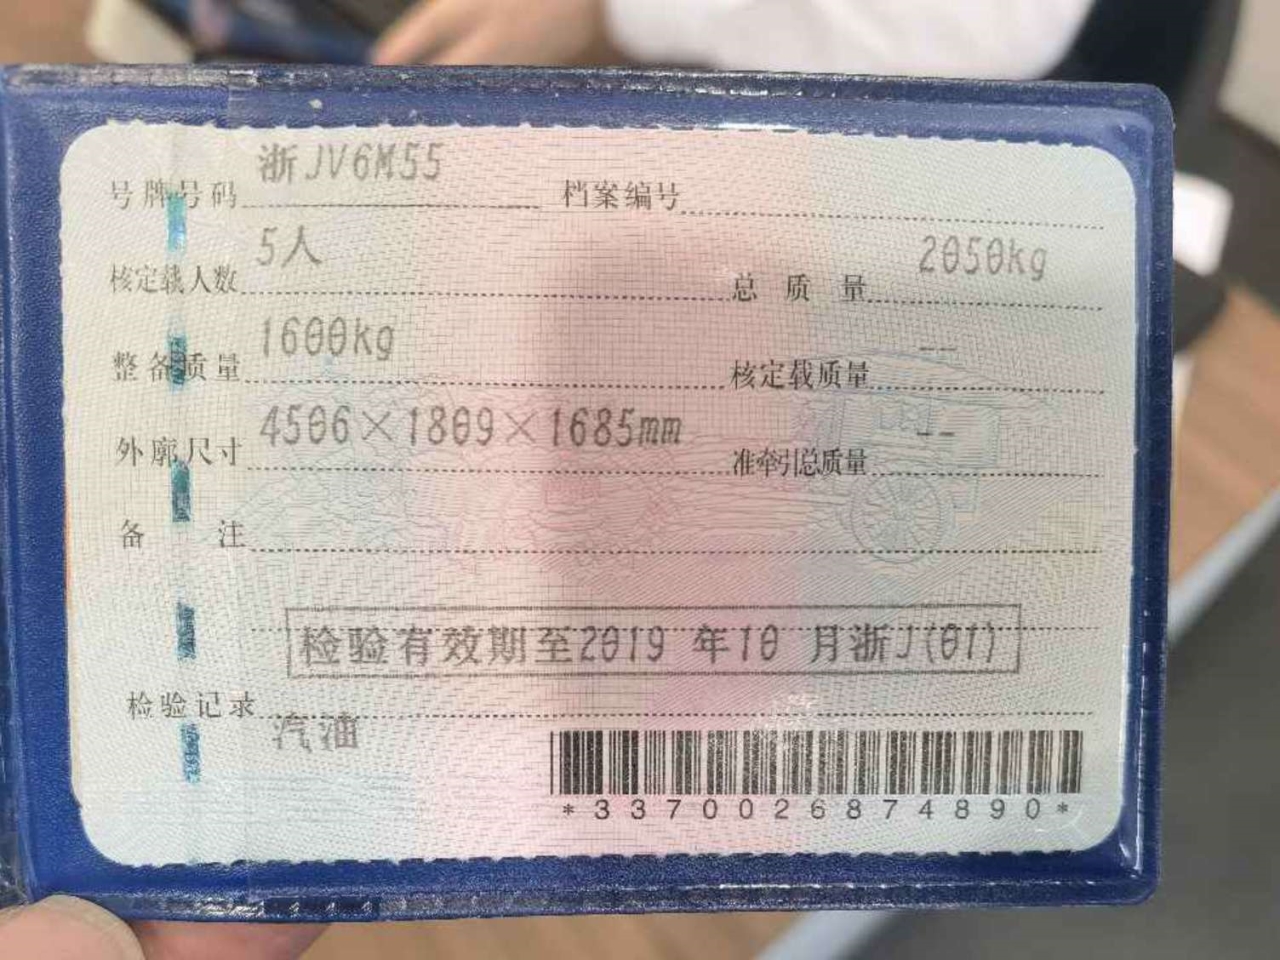 号牌号码 浙JV6M55 档案编号
核定载人数 5人 总质量 2050kg
整备质量 1600kg 核定载质量 --
外廓尺寸 4506×1809×1685mm 准牵引总质量 --
备注
检验有效期至2019 年10 月浙J(01)
检验记录
汽油
*3370026874890*